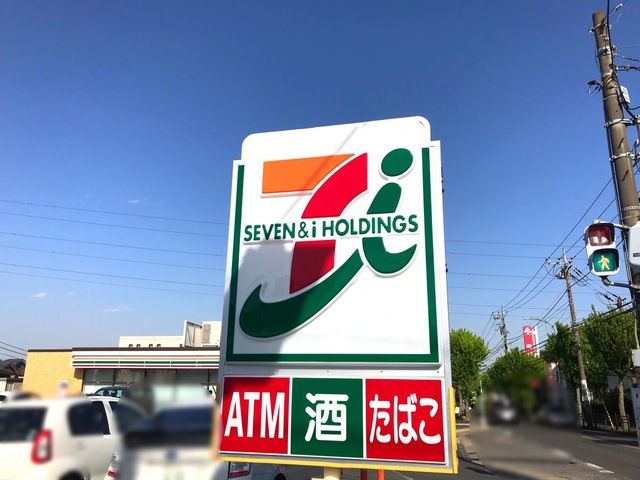 SEVEN & i HOLDINGS
ATM 酒 たばこ